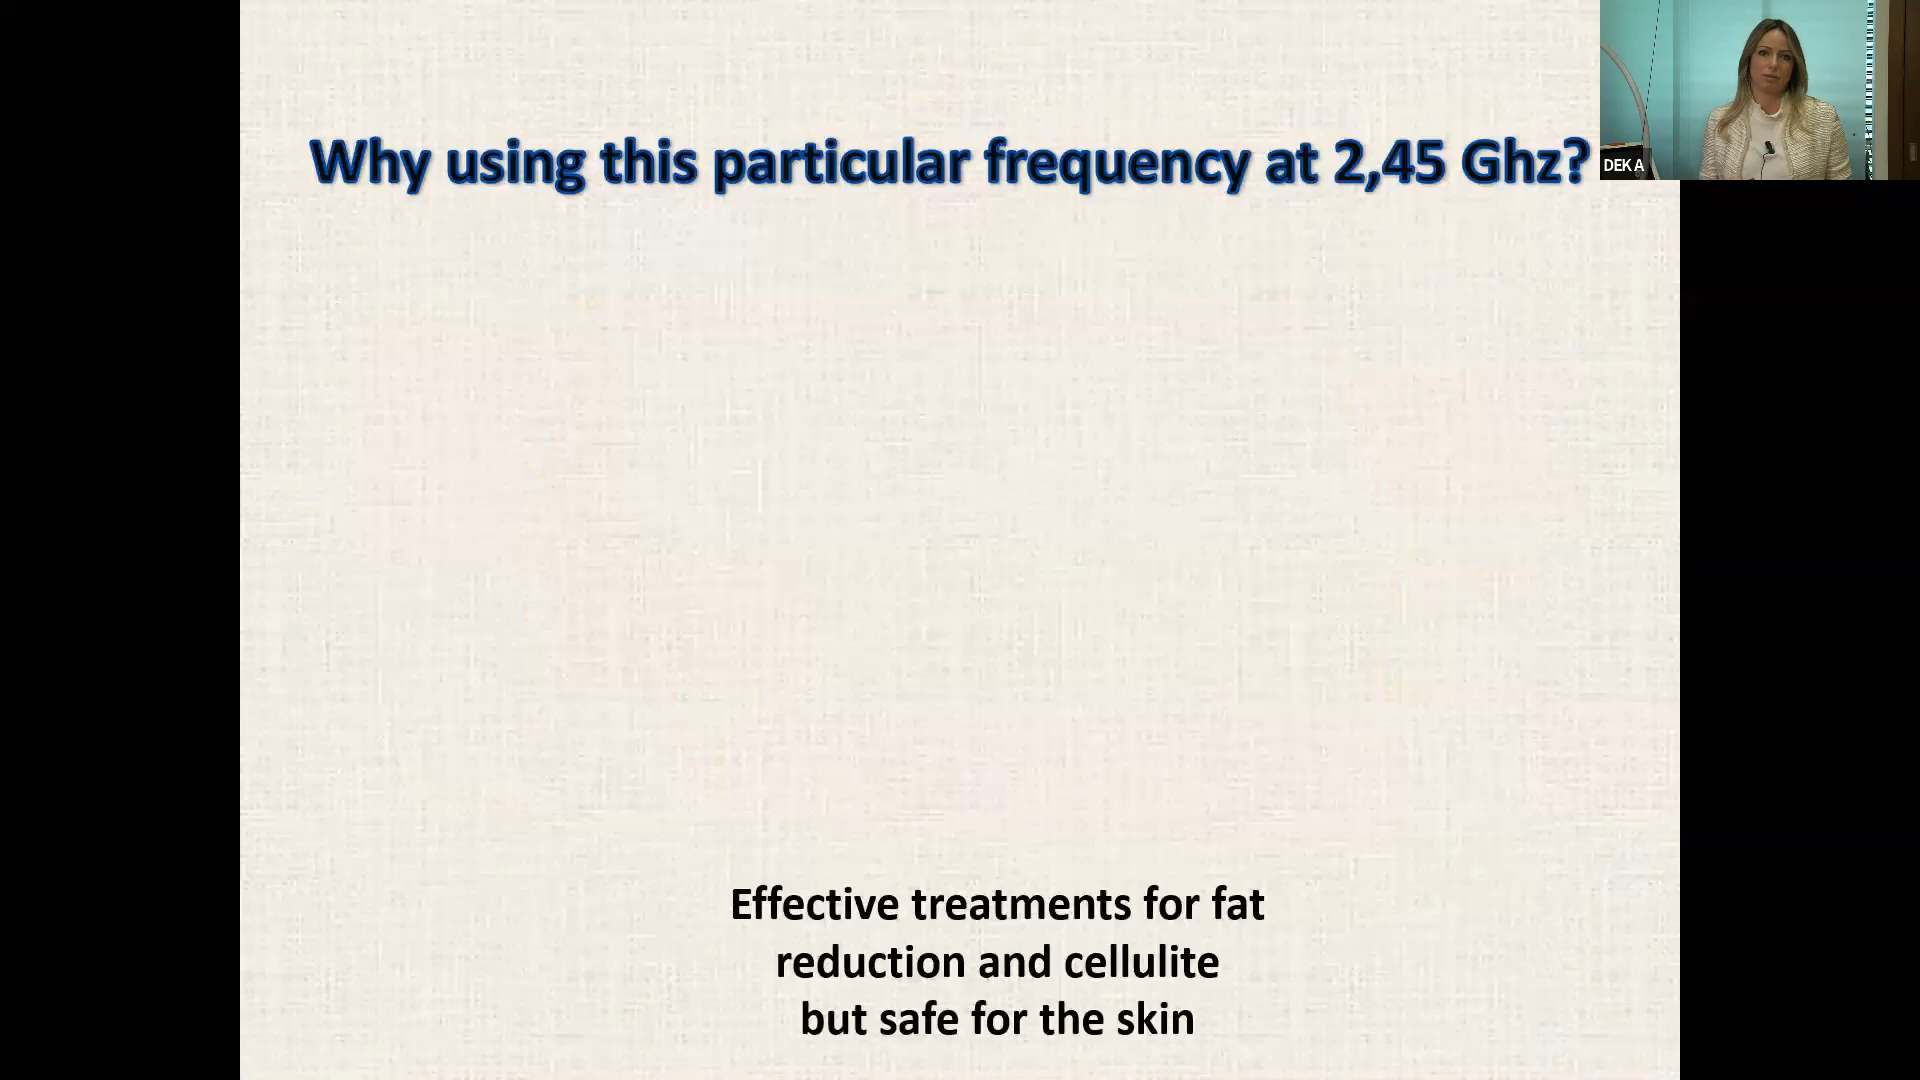 Why using this particular frequency at 2,45 Ghz?
DEKA
Effective treatments for fat
reduction and cellulite
but safe for the skin